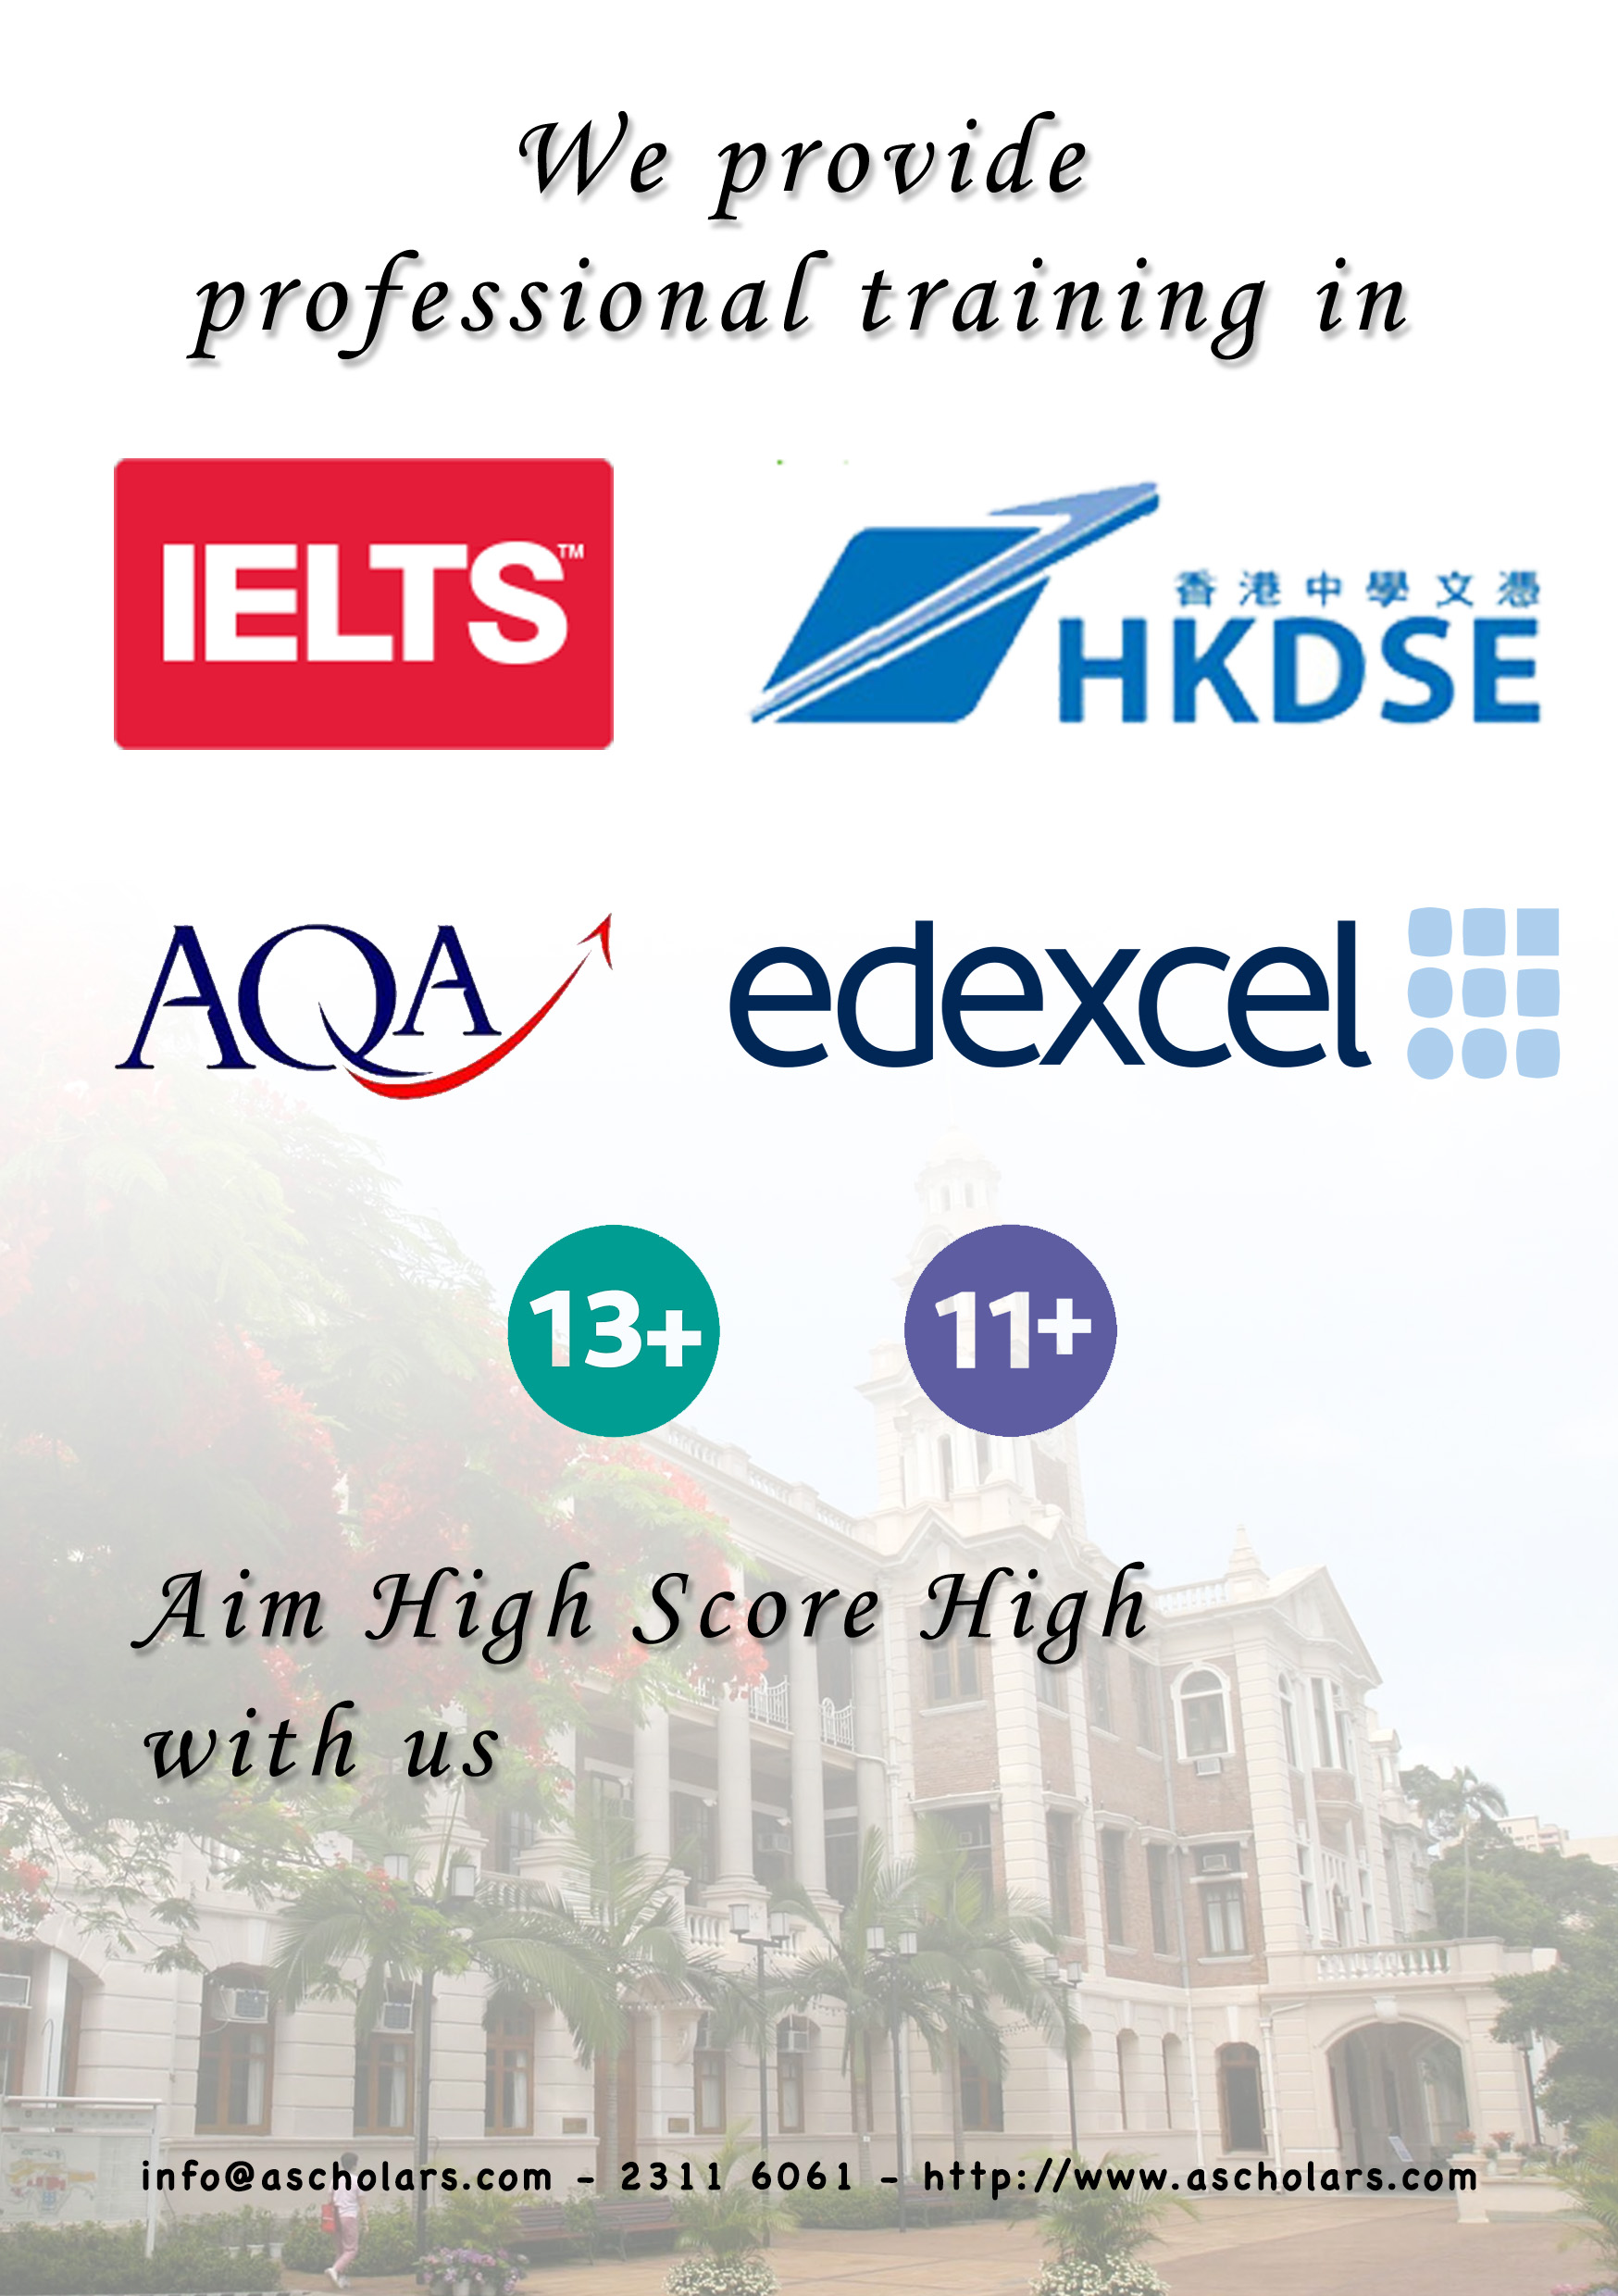 We provide
professional training in
IELTS™
香港中學文憑
HKDSE
AQA
edexcel
13+
11+
Aim High Score High
with us
info@ascholars.com - 2311 6061 - http://www.ascholars.com